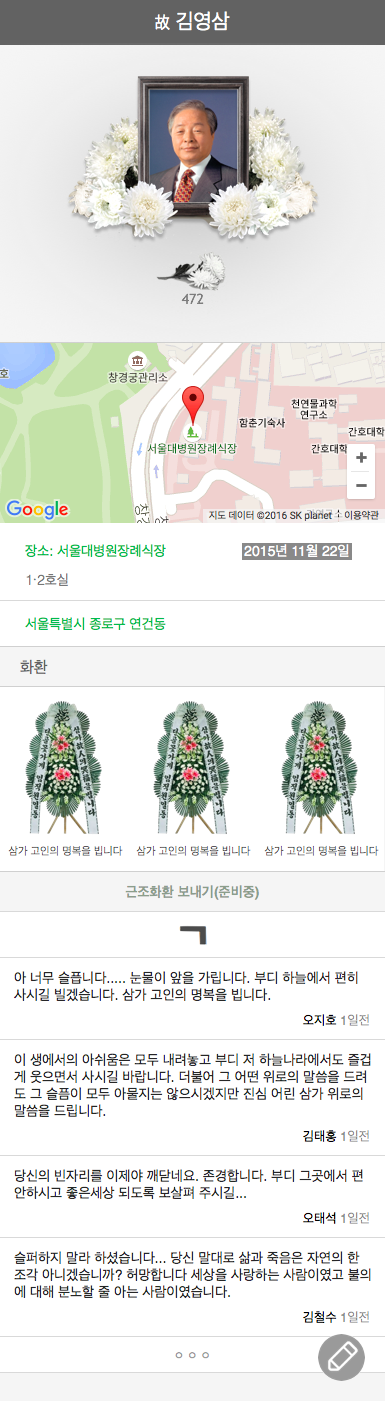 故 김영삼
472
호
창경궁관리소
천연물과학
연구소
함춘기숙사
간호대학
서울대병원장례식장
간호대학
창경
창경
Google
지도 데이터 ©2016 SK planet
이용약관
장소: 서울대병원장례식장
2015년 11월 22일
1·2호실
서울특별시 종로구 연건동
화환
삼가 고인의 명복을 빕니다
삼가 고인의 명복을 빕니다
삼가 고인의 명복을 빕니다
근조화환 보내기(준비중)
ㄱ
아 너무 슬픕니다..... 눈물이 앞을 가립니다. 부디 하늘에서 편히
사시길 빌겠습니다. 삼가 고인의 명복을 빕니다.
오지호 1일전
이 생에서의 아쉬움은 모두 내려놓고 부디 저 하늘나라에서도 즐겁
게 웃으면서 사시길 바랍니다. 더불어 그 어떤 위로의 말씀을 드려
도 그 슬픔이 모두 아물지는 않으시겠지만 진심 어린 삼가 위로의
말씀을 드립니다.
김태홍 1일전
당신의 빈자리를 이제야 깨닫네요. 존경합니다. 부디 그곳에서 편
안하시고 좋은세상 되도록 보살펴 주시길...
오태석 1일전
슬퍼하지 말라 하셨습니다... 당신 말대로 삶과 죽음은 자연의 한
조각 아니겠습니까? 허망합니다 세상을 사랑하는 사람이였고 불의
에 대해 분노할 줄 아는 사람이였습니다.
김철수 1일전